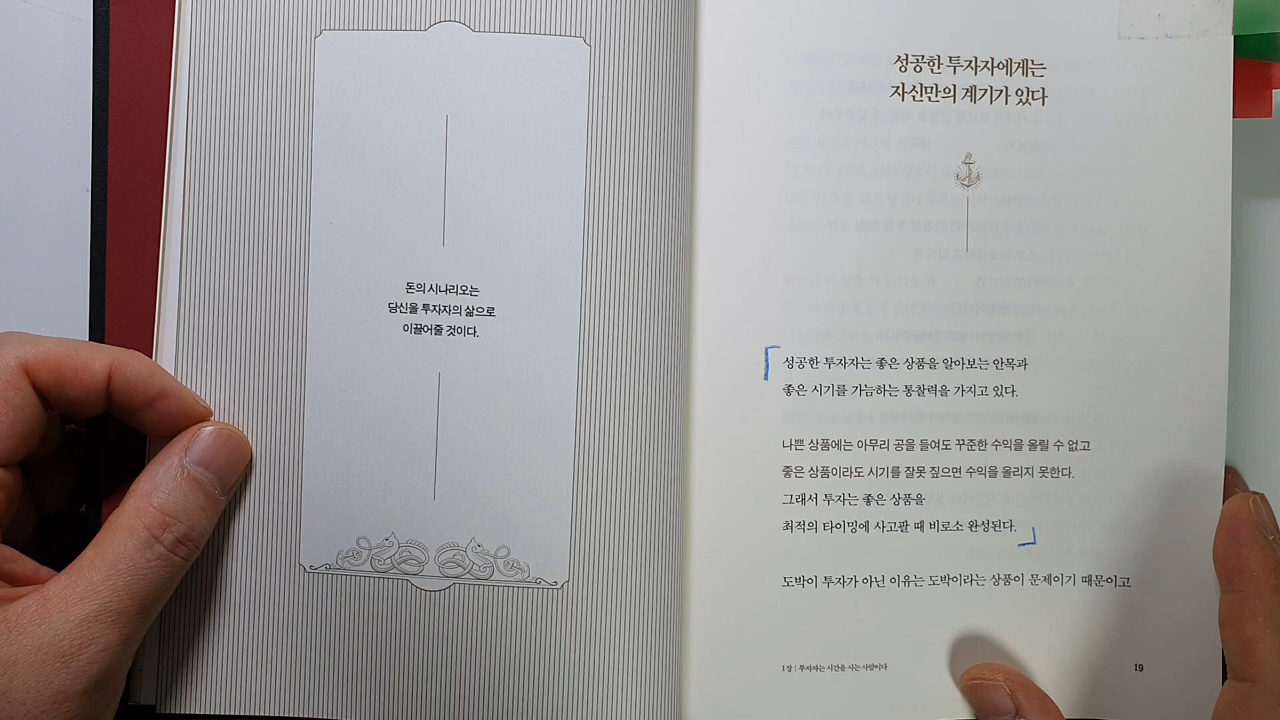 돈의 시나리오는
당신을 투자자의 삶으로
이끌어줄 것이다.
성공한 투자자에게는
자신만의 계기가 있다
성공한 투자자는 좋은 상품을 알아보는 안목과
좋은 시기를 가늠하는 통찰력을 가지고 있다.
나쁜 상품에는 아무리 공을 들여도 꾸준한 수익을 올릴 수 없고
좋은 상품이라도 시기를 잘못 짚으면 수익을 올리지 못한다.
그래서 투자는 좋은 상품을
최적의 타이밍에 사고팔 때 비로소 완성된다.
도박이 투자가 아닌 이유는 도박이라는 상품이 문제이기 때문이고
1장 | 투자자는 시간을 사는 사람이다
19